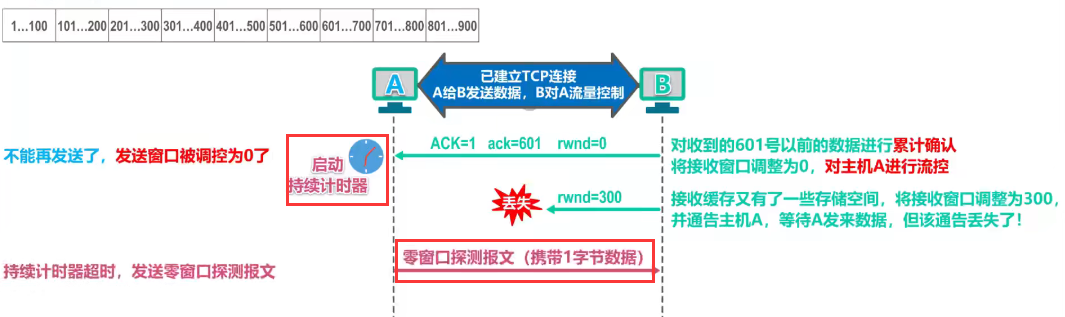 1...100 101...200 201...300 301...400 401...500 501...600 601...700 701...800 801...900
已建立TCP连接
A给B发送数据，B对A流量控制
A
B
ACK=1 ack=601 rwnd=0
对收到的601号以前的数据进行累计确认
将接收窗口调整为0，对主机A进行流控
不能再发送了，发送窗口被调控为0了
启动
持续计时器
丢失
rwnd=300
接收缓存又有了一些存储空间，将接收窗口调整为300，
并通告主机A，等待A发来数据，但该通告丢失了！
零窗口探测报文（携带1字节数据）
持续计时器超时，发送零窗口探测报文